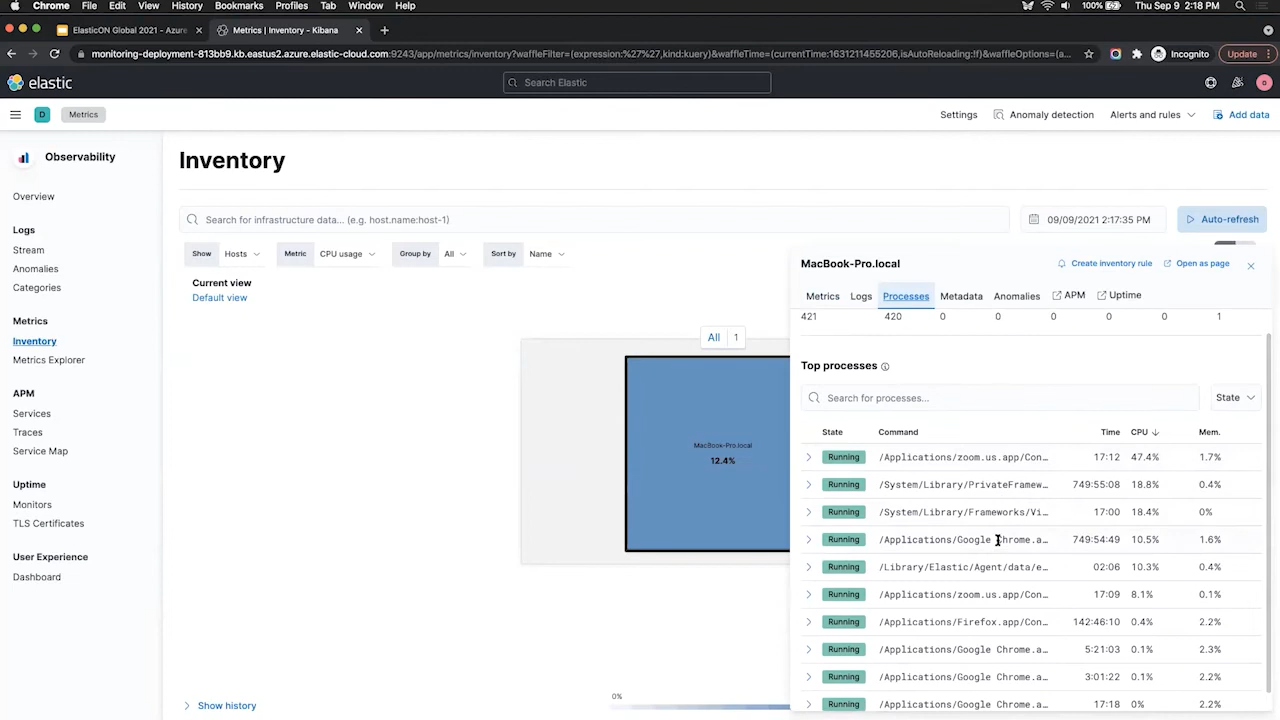 Chrome File Edit View History Bookmarks Profiles Tab Window Help 100% Thu Sep 9 2:18 PM
ElasticON Global 2021 - Azure Metrics | Inventory - Kibana
monitoring-deployment-813bb9.kb.eastus2.azure.elastic-cloud.com:9243/app/metrics/inventory?waffleFilter=(expression:%27%27,kind:kuery)&waffleTime=(currentTime:1631211455206,isAutoReloading:!f)&waffleOptions=(a... Incognito Update
elastic Search Elastic
D Metrics Settings Anomaly detection Alerts and rules Add data
Observability
Overview
Logs
Stream
Anomalies
Categories
Metrics
Inventory
Metrics Explorer
APM
Services
Traces
Service Map
Uptime
Monitors
TLS Certificates
User Experience
Dashboard
Inventory
Search for infrastructure data... (e.g. host.name:host-1) 09/09/2021 2:17:35 PM Auto-refresh
Show Hosts Metric CPU usage Group by All Sort by Name
Current view
Default view
All 1
MacBook-Pro.local
12.4%
Show history
0%
MacBook-Pro.local Create inventory rule Open as page
Metrics Logs Processes Metadata Anomalies APM Uptime
421 420 0 0 0 0 0 1
Top processes
Search for processes... State
State Command Time CPU Mem.
Running /Applications/zoom.us.app/Con... 17:12 47.4% 1.7%
Running /System/Library/PrivateFramew... 749:55:08 18.8% 0.4%
Running /System/Library/Frameworks/Vi... 17:00 18.4% 0%
Running /Applications/Google Chrome.a... 749:54:49 10.5% 1.6%
Running /Library/Elastic/Agent/data/e... 02:06 10.3% 0.4%
Running /Applications/zoom.us.app/Con... 17:09 8.1% 0.1%
Running /Applications/Firefox.app/Con... 142:46:10 0.4% 2.2%
Running /Applications/Google Chrome.a... 5:21:03 0.1% 2.3%
Running /Applications/Google Chrome.a... 3:01:22 0.1% 2.2%
Running /Applications/Google Chrome.a... 17:18 0% 2.2%